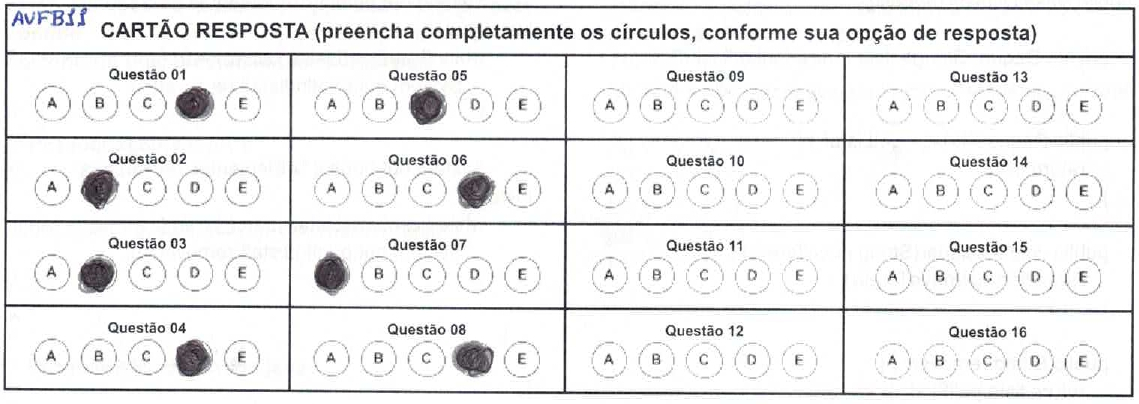 AVFB11
CARTÃO RESPOSTA (preencha completamente os círculos, conforme sua opção de resposta)
Questão 01
A B C E
Questão 05
A B D E
Questão 09
A B C D E
Questão 13
A B C D E
Questão 02
A C D E
Questão 06
A B C E
Questão 10
A B C D E
Questão 14
A B C D E
Questão 03
A C D E
Questão 07
B C D E
Questão 11
A B C D E
Questão 15
A B C D E
Questão 04
A B C E
Questão 08
A B C E
Questão 12
A B C D E
Questão 16
A B C D E